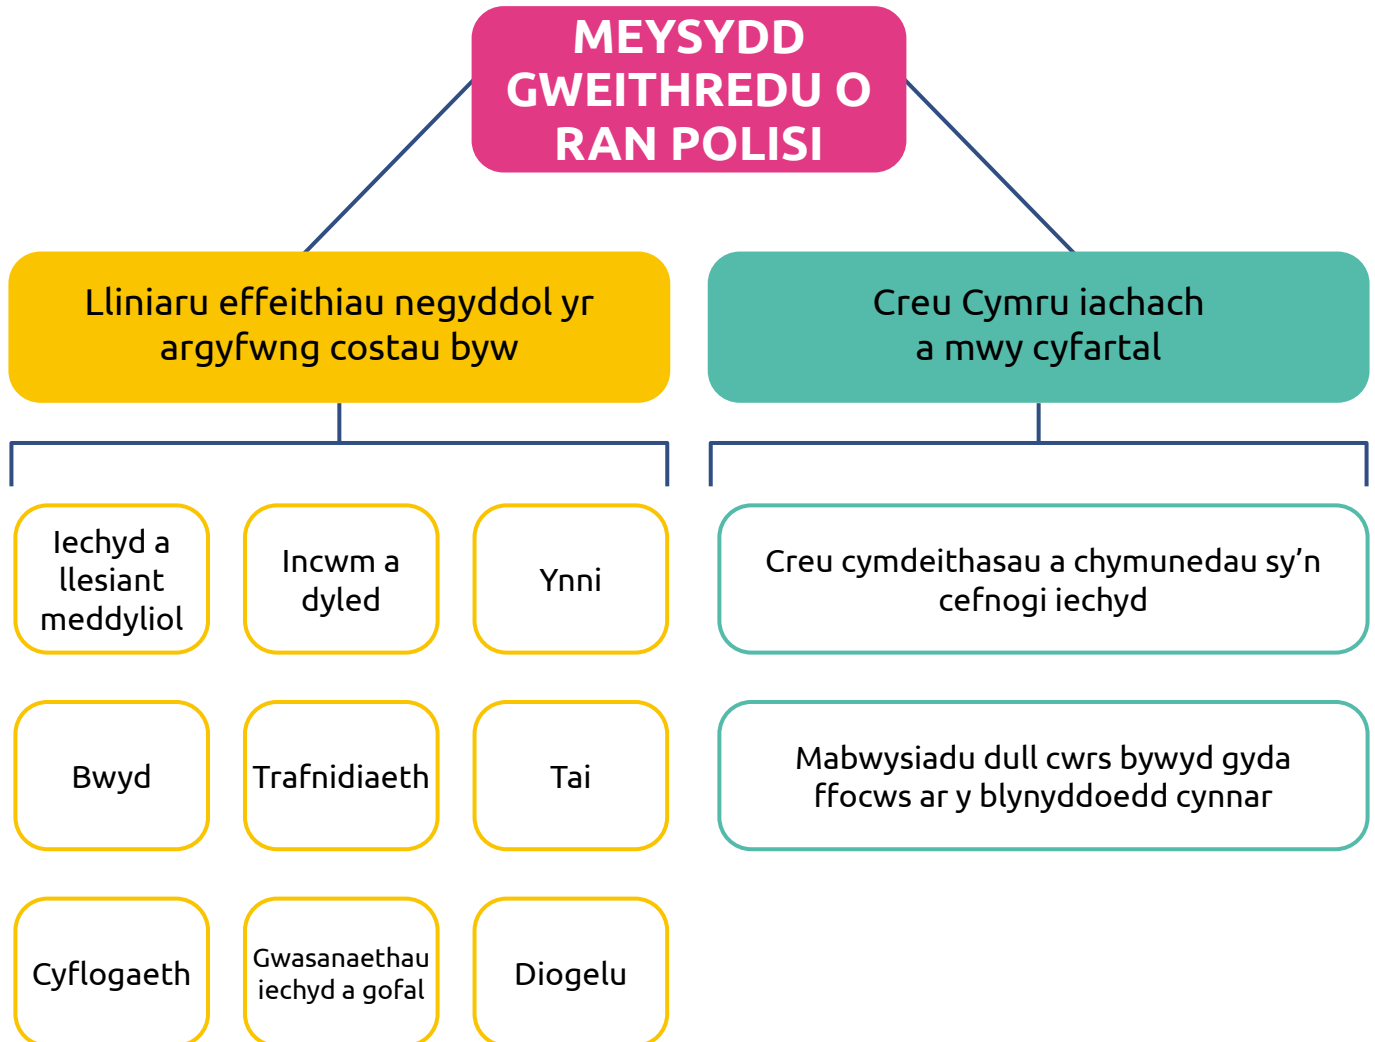 MEYSYDD
GWEITHREDU O
RAN POLISI
Lliniaru effeithiau negyddol yr
argyfwng costau byw
Creu Cymru iachach
a mwy cyfartal
Iechyd a
llesiant
meddyliol
Incwm a
dyled
Ynni
Creu cymdeithasau a chymunedau sy’n
cefnogi iechyd
Bwyd
Trafnidiaeth
Tai
Mabwysiadu dull cwrs bywyd gyda
ffocws ar y blynyddoedd cynnar
Cyflogaeth
Gwasanaethau
iechyd a gofal
Diogelu